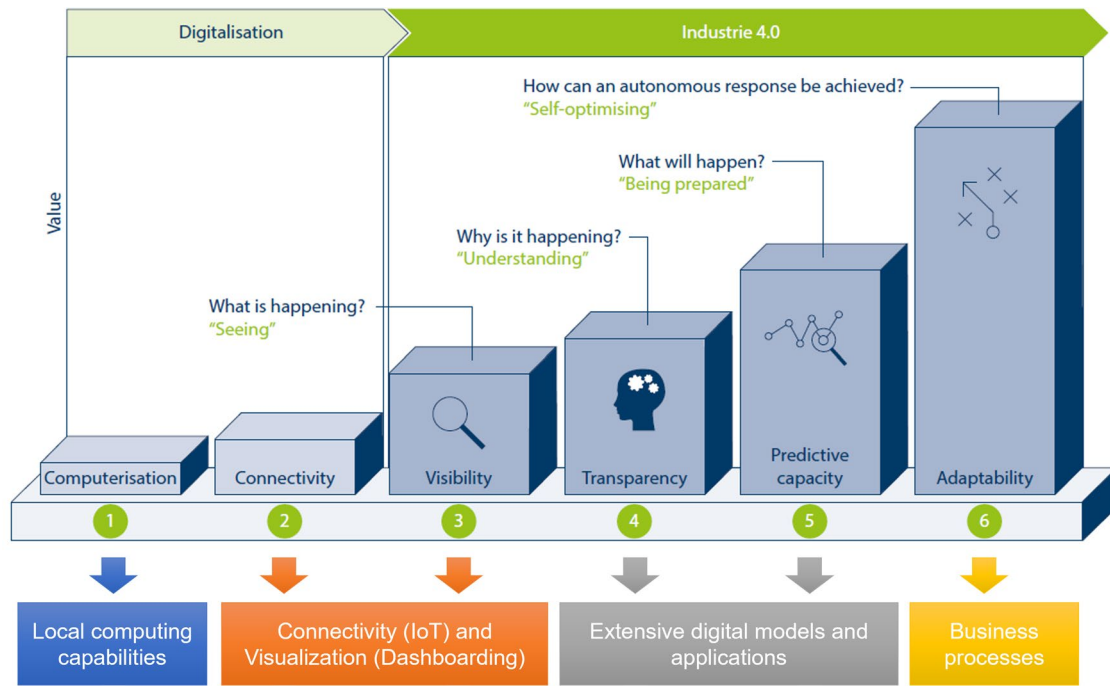 Digitalisation
Industrie 4.0
Value
How can an autonomous response be achieved?
“Self-optimising”
What will happen?
“Being prepared”
Why is it happening?
“Understanding”
What is happening?
“Seeing”
Computerisation
Connectivity
Visibility
Transparency
Predictive
capacity
Adaptability
1
2
3
4
5
6
Local computing
capabilities
Connectivity (IoT) and
Visualization (Dashboarding)
Extensive digital models and
applications
Business
processes